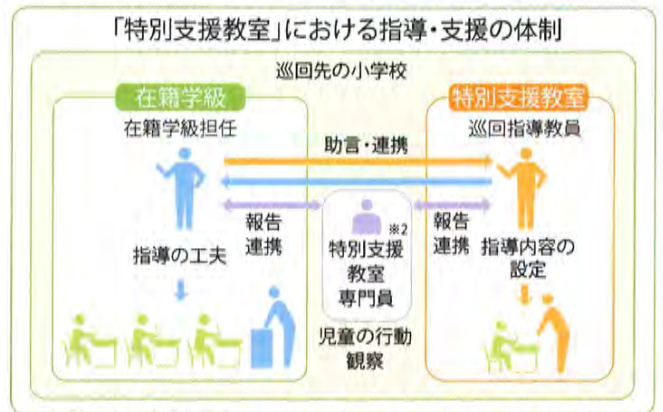 「特別支援教室」における指導・支援の体制
巡回先の小学校
在籍学級
在籍学級担任
特別支援教室
巡回指導教員
助言・連携
報告
連携
※2
特別支援
教室
専門員
報告
連携
指導の工夫
指導内容の
設定
児童の行動
観察